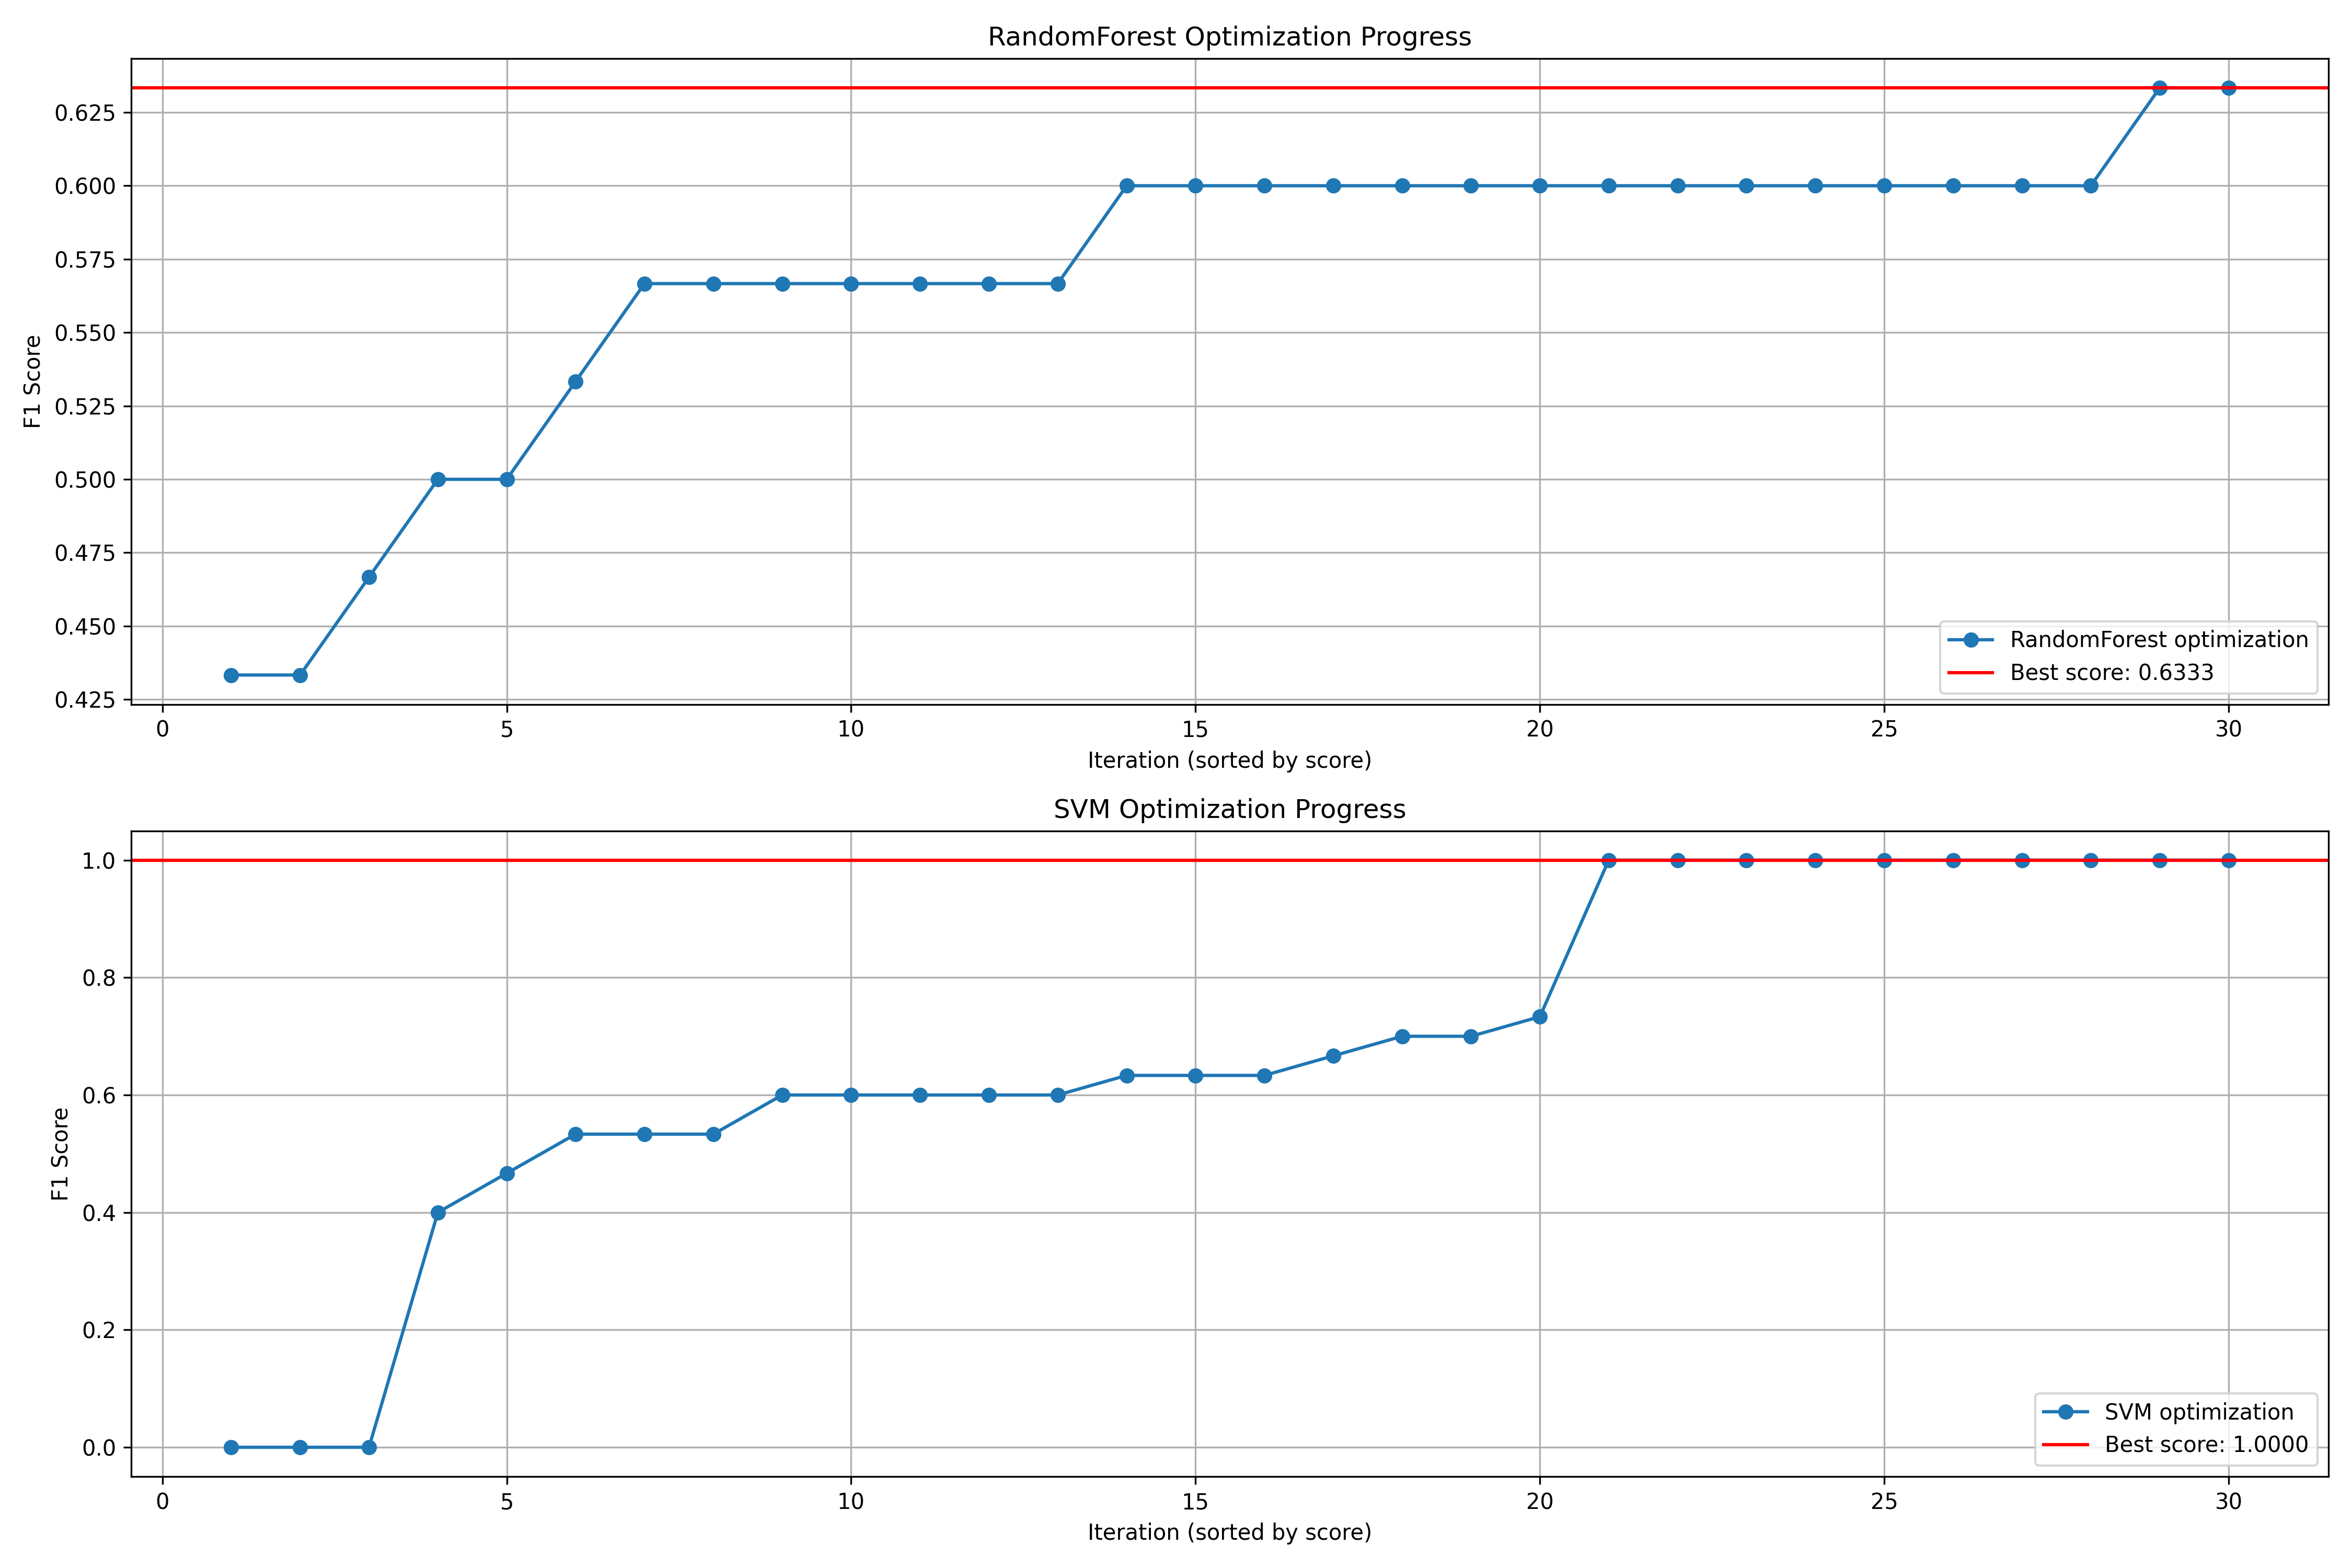 RandomForest Optimization Progress
0.625
0.600
0.575
0.550
0.525
0.500
0.475
0.450
0.425
F1 Score
RandomForest optimization
Best score: 0.6333
0 5 10 15 20 25 30
Iteration (sorted by score)
SVM Optimization Progress
1.0
0.8
0.6
0.4
0.2
0.0
F1 Score
SVM optimization
Best score: 1.0000
0 5 10 15 20 25 30
Iteration (sorted by score)